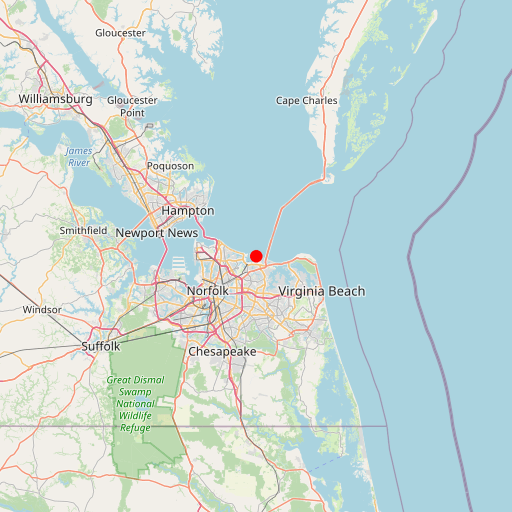 Gloucester
Williamsburg
Gloucester
Point
Cape Charles
James
River
Poquoson
Hampton
Smithfield
Newport News
Norfolk
Virginia Beach
Windsor
Suffolk
Chesapeake
Great Dismal
Swamp
National
Wildlife
Refuge